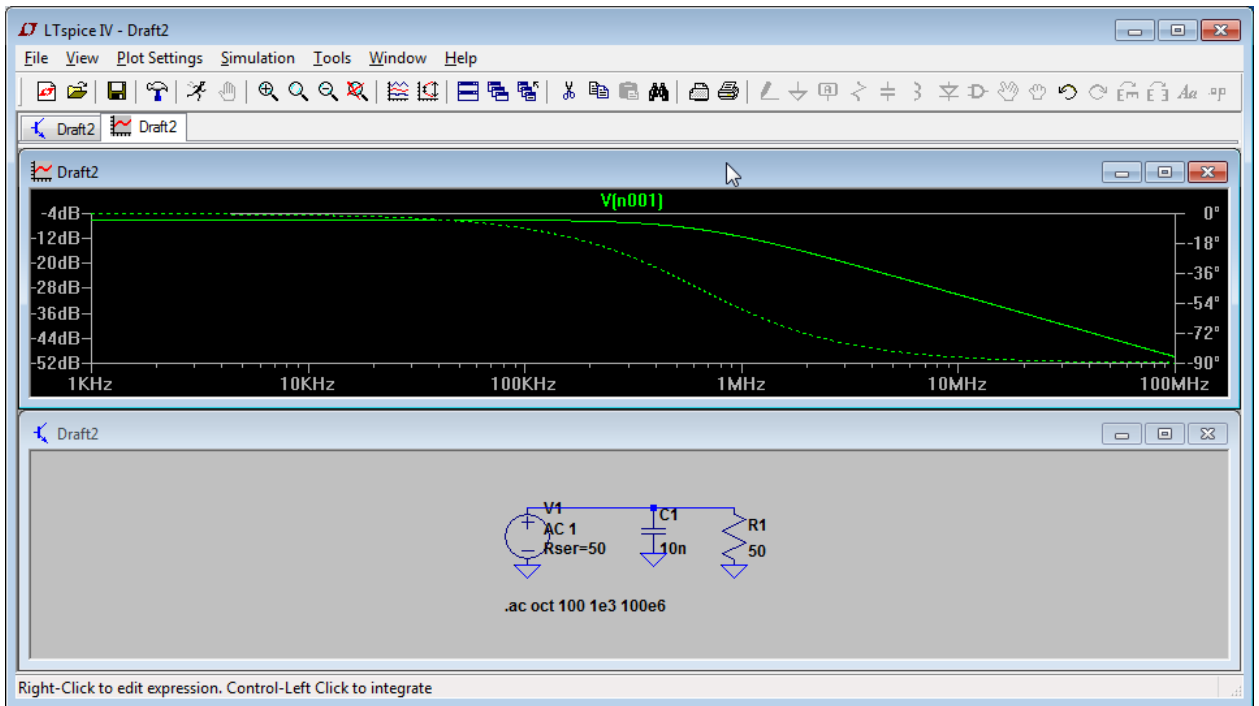 LTspice IV - Draft2
File View Plot Settings Simulation Tools Window Help
Draft2 Draft2
Draft2
V(n001)
-4dB 0°
-12dB -18°
-20dB -36°
-28dB -54°
-36dB -72°
-44dB -90°
-52dB
1KHz 10KHz 100KHz 1MHz 10MHz 100MHz
Draft2
V1
AC 1
Rser=50
C1
10n
R1
50
.ac oct 100 1e3 100e6
Right-Click to edit expression. Control-Left Click to integrate